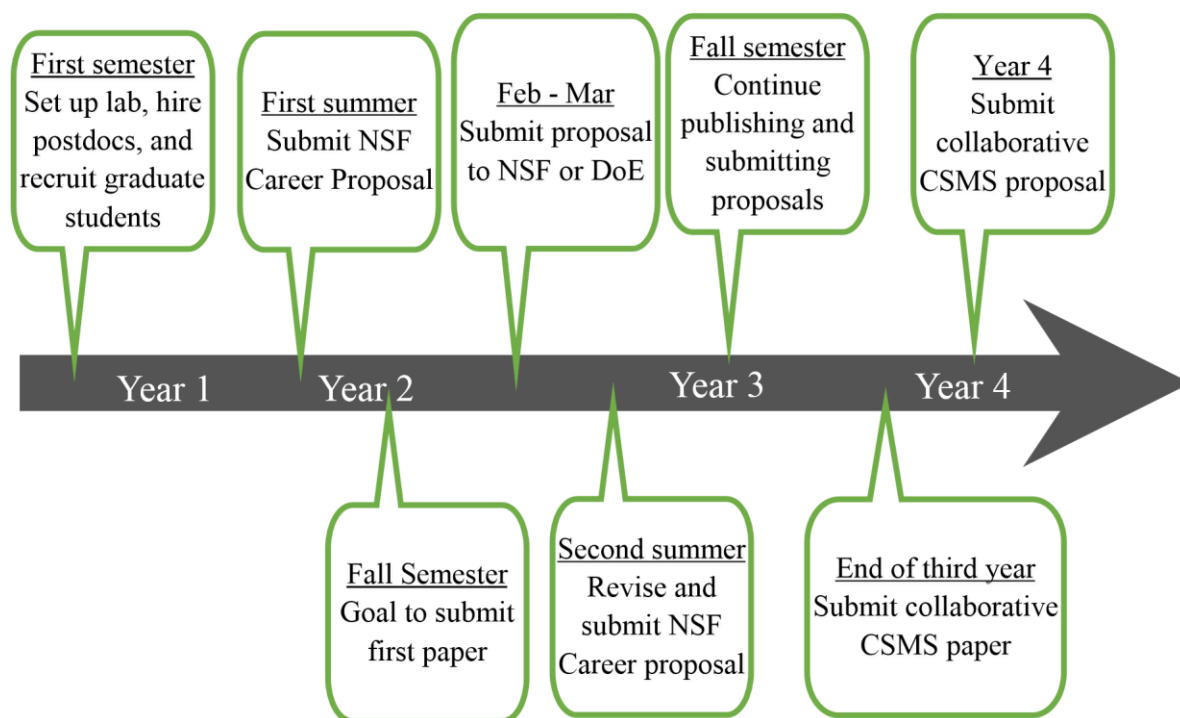 First semester
Set up lab, hire
postdocs, and
recruit graduate
students
First summer
Submit NSF
Career Proposal
Feb - Mar
Submit proposal
to NSF or DoE
Fall semester
Continue
publishing and
submitting
proposals
Year 4
Submit
collaborative
CSMS proposal
Year 1
Year 2
Year 3
Year 4
Fall Semester
Goal to submit
first paper
Second summer
Revise and
submit NSF
Career proposal
End of third year
Submit collaborative
CSMS paper